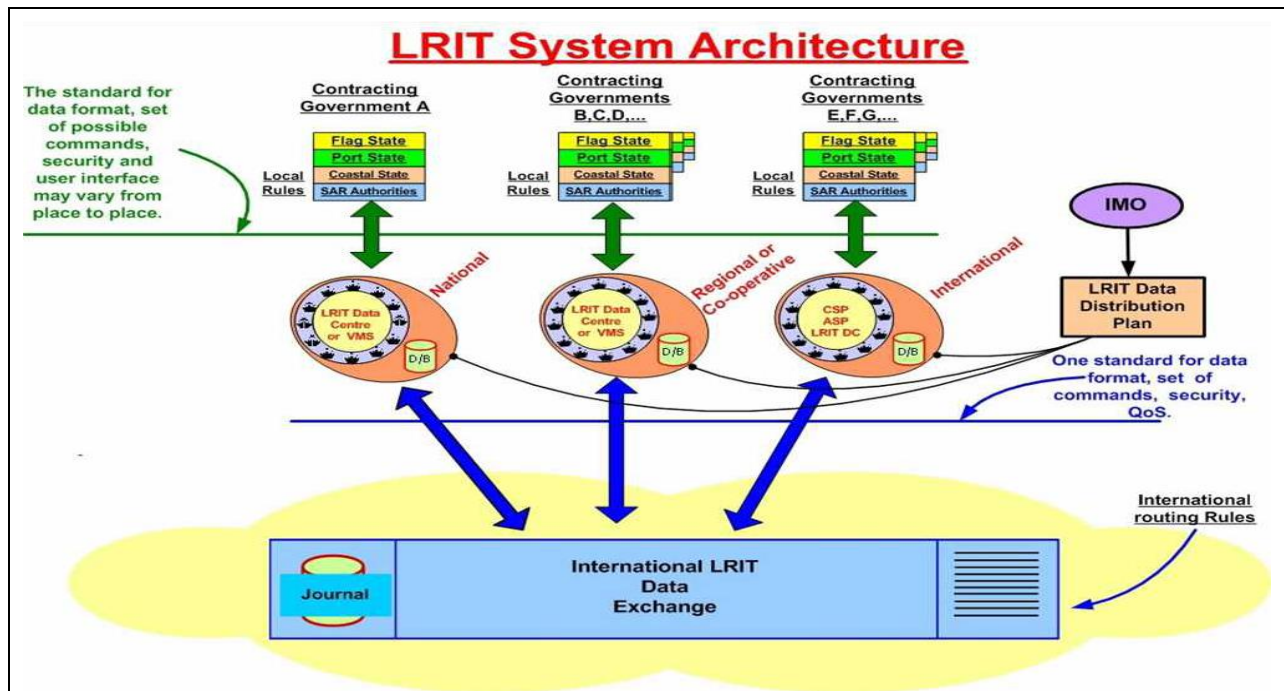 LRIT System Architecture
The standard for
data format, set
of possible
commands,
security and
user interface
may vary from
place to place.
Contracting
Government A
Flag State
Port State
Coastal State
SAR Authorities
Local
Rules
Contracting
Governments
B,C,D,...
Flag State
Port State
Coastal State
SAR Authorities
Local
Rules
Contracting
Governments
E,F,G,...
Flag State
Port State
Coastal State
SAR Authorities
Local
Rules
IMO
LRIT Data
Distribution
Plan
National
LRIT Data
Centre
or VMS
D/B
Regional or
Co-operative
LRIT Data
Centre
or VMS
D/B
International
CSP
ASP
LRIT DC
D/B
One standard for data
format, set of
commands, security,
QoS.
International
routing Rules
Journal
International LRIT
Data
Exchange